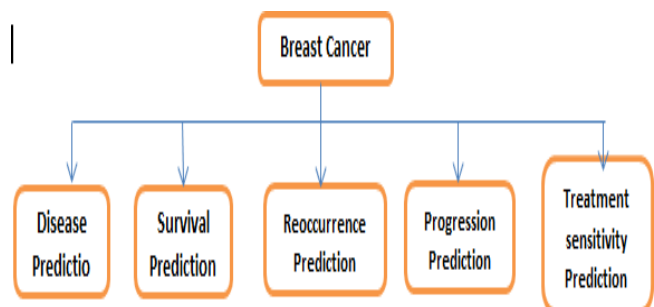 Breast Cancer
Disease
Predictio
Survival
Prediction
Reoccurrence
Prediction
Progression
Prediction
Treatment
sensitivity
Prediction